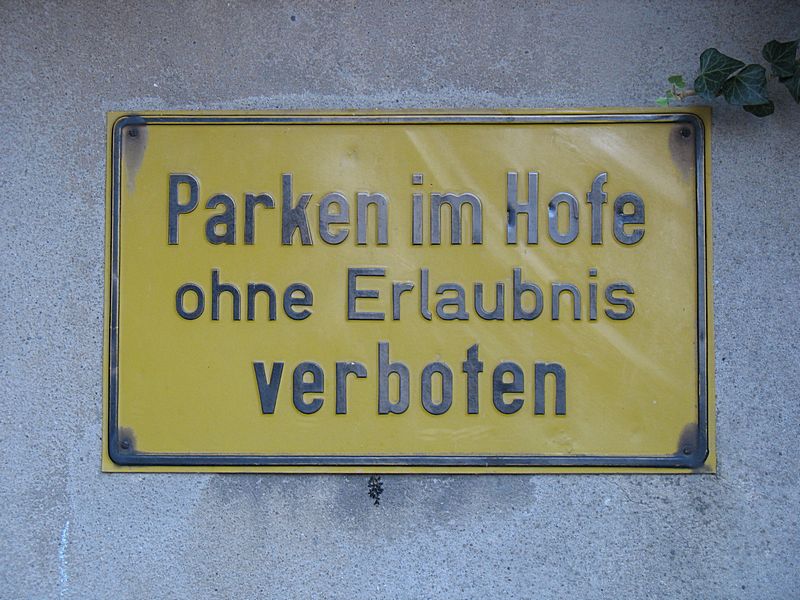 Parken im Hofe
ohne Erlaubnis
verboten